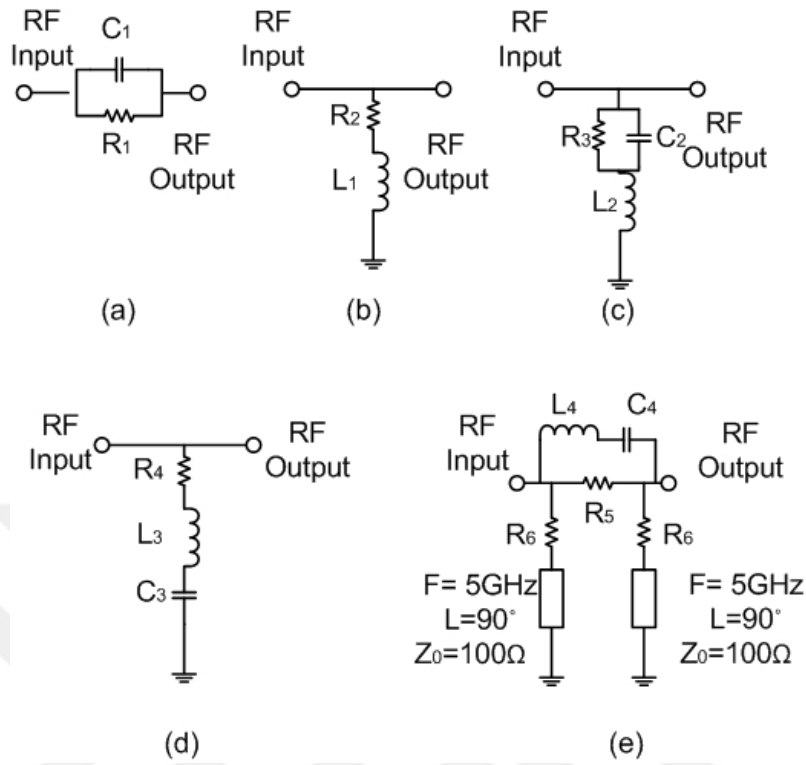 RF
Input
C1
R1
RF
Output
(a)
RF
Input
R2
L1
RF
Output
(b)
RF
Input
R3
C2
L2
RF
Output
(c)
RF
Input
R4
L3
C3
RF
Output
(d)
RF
Input
L4
C4
R5
RF
Output
R6
F= 5GHz
L=90°
Z0=100Ω
R6
F= 5GHz
L=90°
Z0=100Ω
(e)